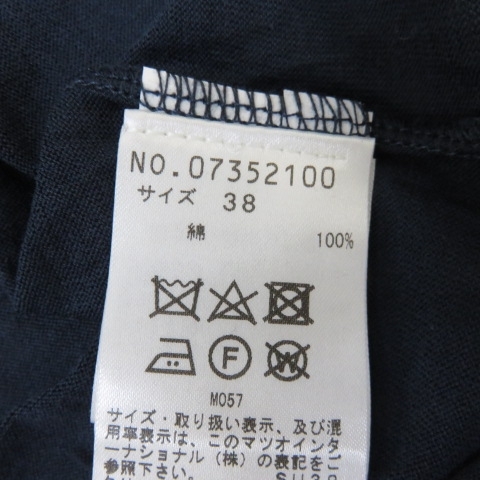 NO.07352100
サイズ 38
綿 100%
F W
M057
サイズ・取り扱い表示、及び混
用率表示は、このマツオインタ
ーナショナル（株）の表記をご
参照下さい。